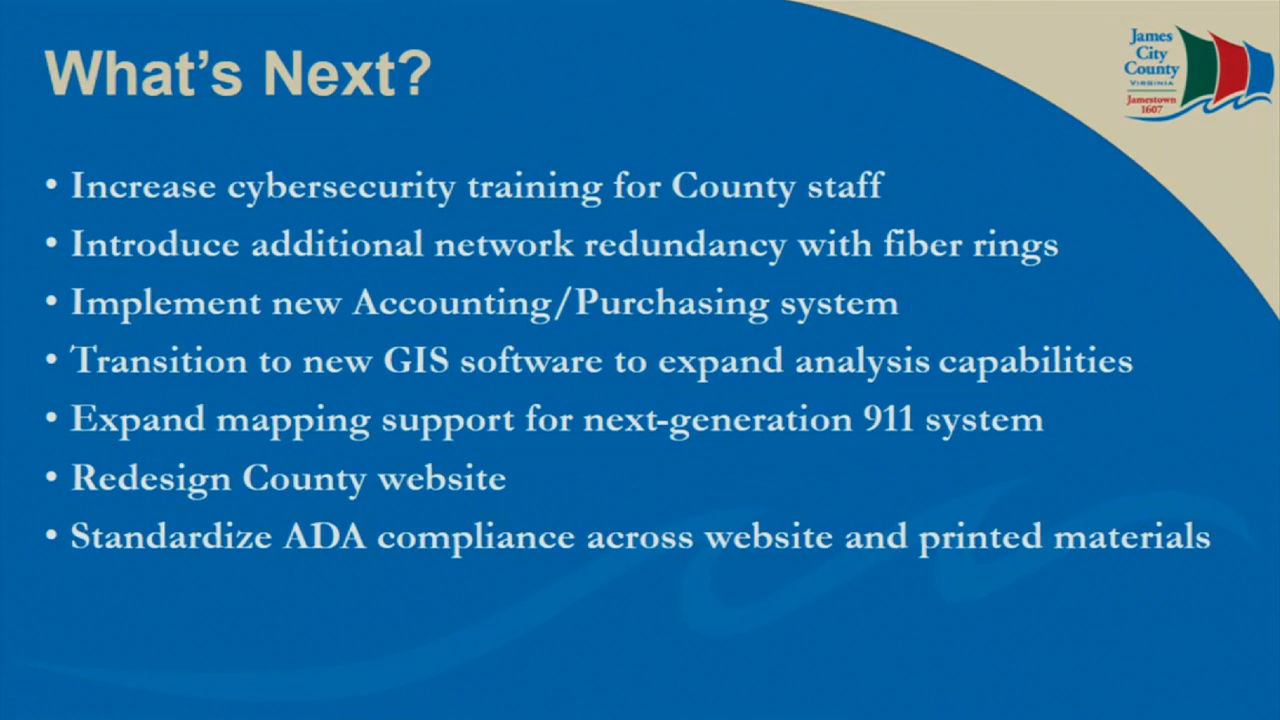 What's Next?
James
City
County
VIRGINIA
Jamestown
1607
• Increase cybersecurity training for County staff
• Introduce additional network redundancy with fiber rings
• Implement new Accounting/Purchasing system
• Transition to new GIS software to expand analysis capabilities
• Expand mapping support for next-generation 911 system
• Redesign County website
• Standardize ADA compliance across website and printed materials